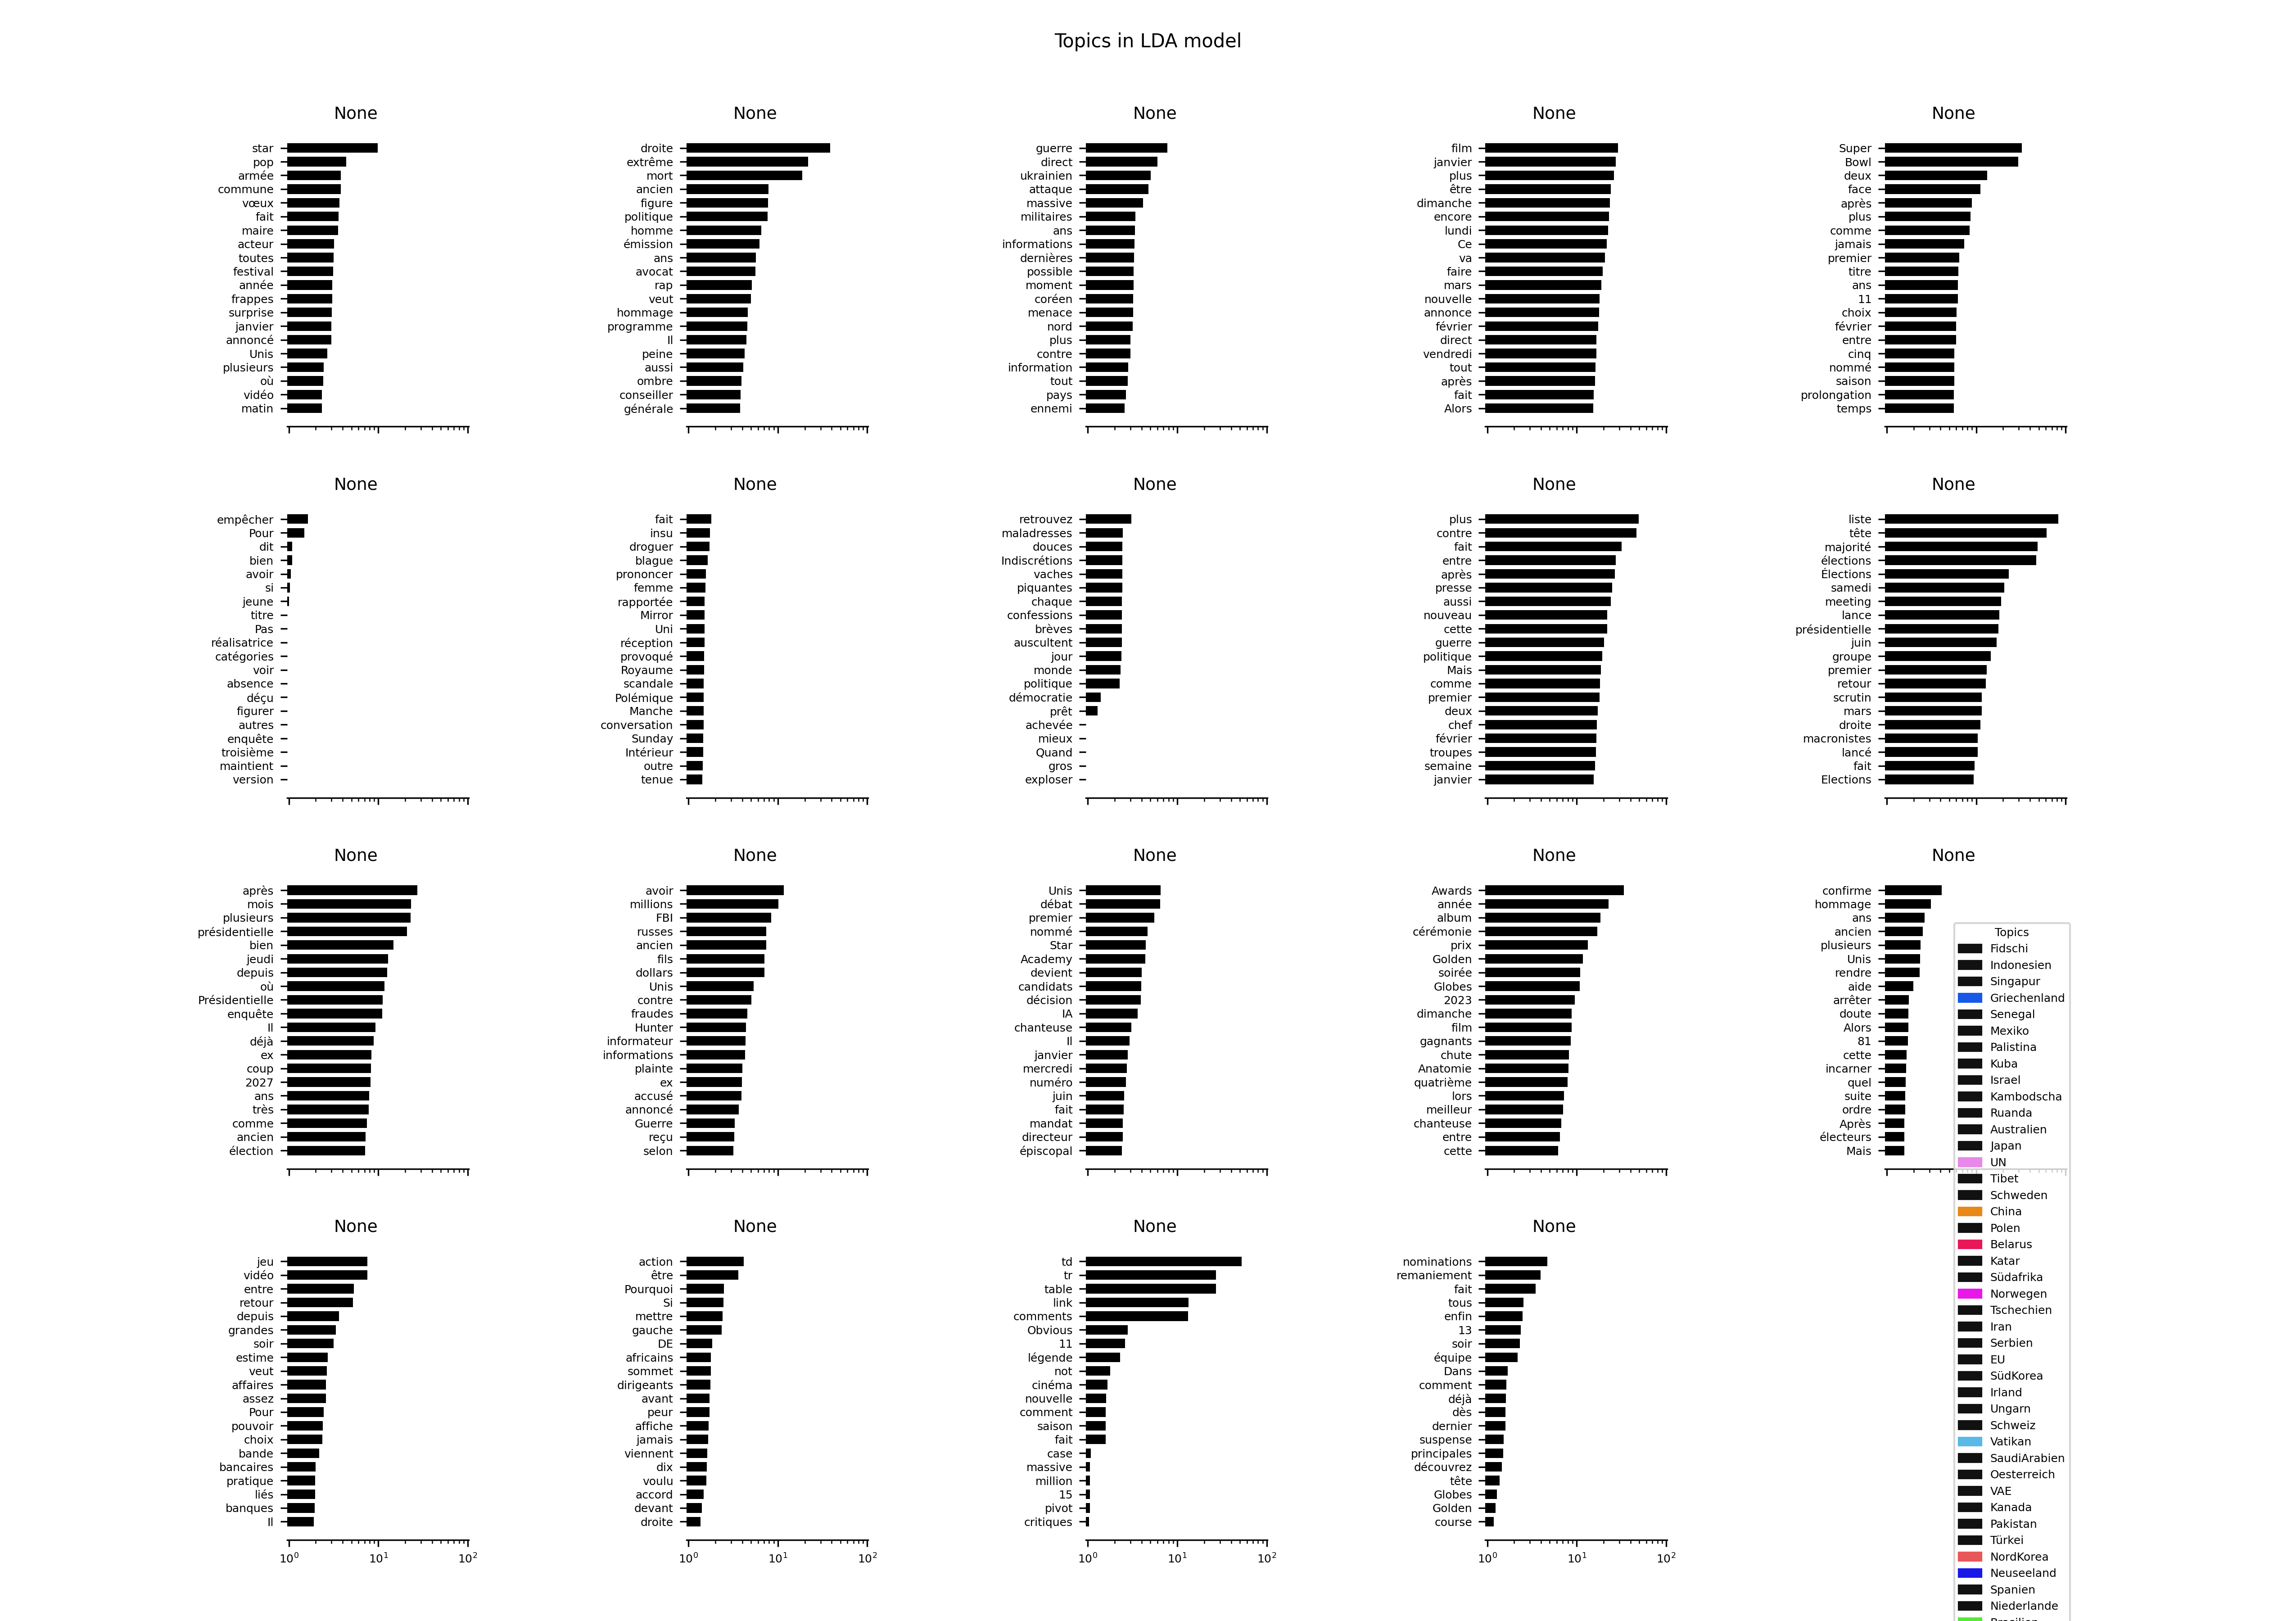 Topics in LDA model
None
star
pop
armée
commune
vœux
fait
maire
acteur
toutes
festival
année
frappes
surprise
janvier
annoncé
Unis
plusieurs
où
vidéo
matin
None
droite
extrême
mort
ancien
figure
politique
homme
émission
ans
avocat
rap
veut
hommage
programme
Il
peine
aussi
ombre
conseiller
générale
None
guerre
direct
ukrainien
attaque
massive
militaires
ans
informations
dernières
possible
moment
coréen
menace
nord
plus
contre
information
tout
pays
ennemi
None
film
janvier
plus
être
dimanche
encore
lundi
Ce
va
faire
mars
nouvelle
annonce
février
direct
vendredi
tout
après
fait
Alors
None
Super
Bowl
deux
face
après
plus
comme
jamais
premier
titre
ans
11
choix
février
entre
cinq
nommé
saison
prolongation
temps
None
empêcher
Pour
dit
bien
avoir
si
jeune
titre
Pas
réalisatrice
catégories
voir
absence
déçu
figurer
autres
enquête
troisième
maintient
version
None
fait
insu
droguer
blague
prononcer
femme
rapportée
Mirror
Uni
réception
provoqué
Royaume
scandale
Polémique
Manche
conversation
Sunday
Intérieur
outre
tenue
None
retrouvez
maladresses
douces
Indiscrétions
vaches
piquantes
chaque
confessions
brèves
auscultent
jour
monde
politique
démocratie
prêt
achevée
mieux
Quand
gros
exploser
None
plus
contre
fait
entre
après
presse
aussi
nouveau
cette
guerre
politique
Mais
comme
premier
deux
chef
février
troupes
semaine
janvier
None
liste
tête
majorité
élections
Élections
samedi
meeting
lance
présidentielle
juin
groupe
premier
retour
scrutin
mars
droite
macronistes
lancé
fait
Elections
None
après
mois
plusieurs
présidentielle
bien
jeudi
depuis
où
Présidentielle
enquête
Il
déjà
ex
coup
2027
ans
très
comme
ancien
élection
None
avoir
millions
FBI
russes
ancien
fils
dollars
Unis
contre
fraudes
Hunter
informateur
informations
plainte
ex
accusé
annoncé
Guerre
reçu
selon
None
Unis
débat
premier
nommé
Star
Academy
devient
candidats
décision
IA
chanteuse
Il
janvier
mercredi
numéro
juin
fait
mandat
directeur
épiscopal
None
Awards
année
album
cérémonie
prix
Golden
soirée
Globes
2023
dimanche
film
gagnants
chute
Anatomie
quatrième
lors
meilleur
chanteuse
entre
cette
None
confirme
hommage
ans
ancien
plusieurs
Unis
rendre
aide
arrêter
doute
Alors
81
cette
incarner
quel
suite
ordre
Après
électeurs
Mais
None
jeu
vidéo
entre
retour
depuis
grandes
soir
estime
veut
affaires
assez
Pour
pouvoir
choix
bande
bancaires
pratique
liés
banques
Il
10⁰ 10¹ 10²
None
action
être
Pourquoi
Si
mettre
gauche
DE
africains
sommet
dirigeants
avant
peur
affiche
jamais
viennent
dix
voulu
accord
devant
droite
10⁰ 10¹ 10²
None
td
tr
table
link
comments
Obvious
11
légende
not
cinéma
nouvelle
comment
saison
fait
case
massive
million
15
pivot
critiques
10⁰ 10¹ 10²
None
nominations
remaniement
fait
tous
enfin
13
soir
équipe
Dans
comment
déjà
dès
dernier
suspense
principales
découvrez
tête
Globes
Golden
course
10⁰ 10¹ 10²
Topics
Fidschi
Indonesien
Singapur
Griechenland
Senegal
Mexiko
Palistina
Kuba
Israel
Kambodscha
Ruanda
Australien
Japan
UN
Tibet
Schweden
China
Polen
Belarus
Katar
Südafrika
Norwegen
Tschechien
Iran
Serbien
EU
SüdKorea
Irland
Ungarn
Schweiz
Vatikan
SaudiArabien
Oesterreich
VAE
Kanada
Pakistan
Türkei
NordKorea
Neuseeland
Spanien
Niederlande